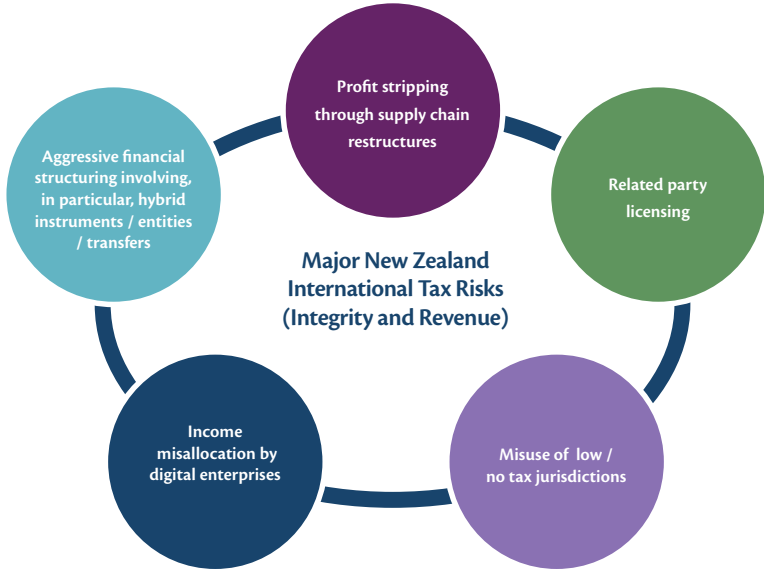 Profit stripping
through supply chain
restructures
Aggressive financial
structuring involving,
in particular, hybrid
instruments / entities
/ transfers
Related party
licensing
Major New Zealand
International Tax Risks
(Integrity and Revenue)
Income
misallocation by
digital enterprises
Misuse of low /
no tax jurisdictions